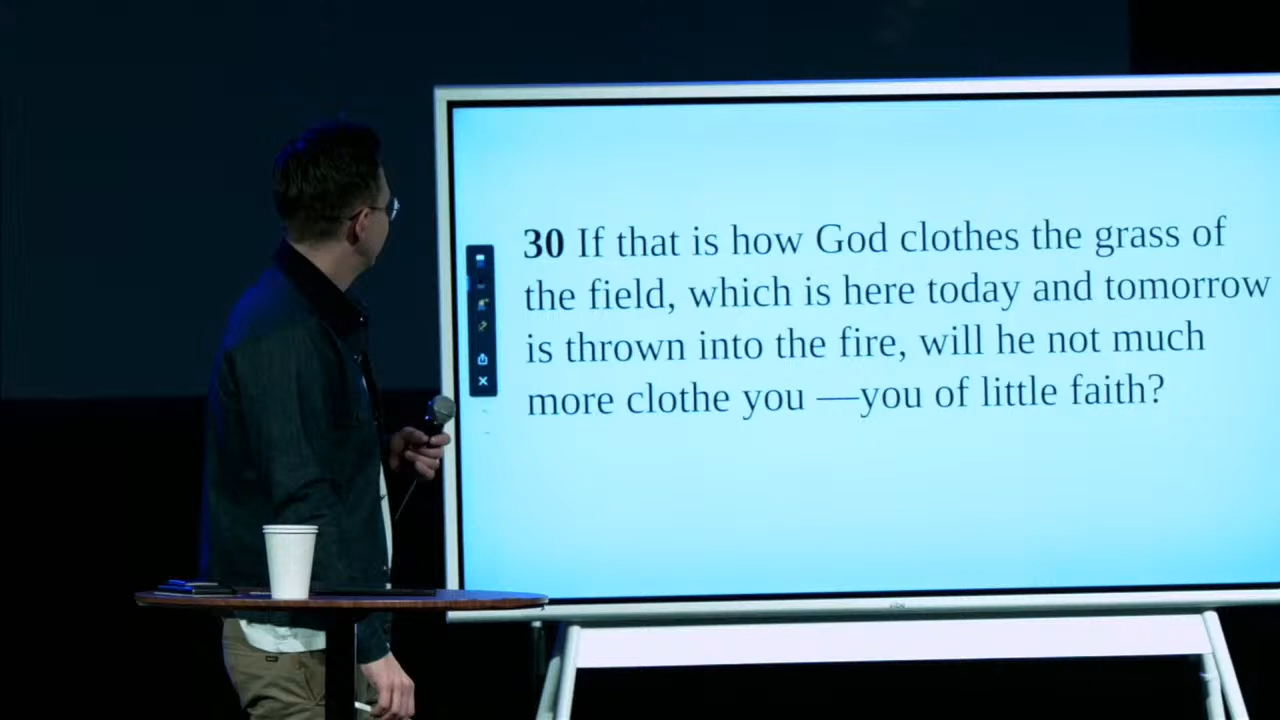 30 If that is how God clothes the grass of
the field, which is here today and tomorrow
is thrown into the fire, will he not much
more clothe you —you of little faith?
vibe